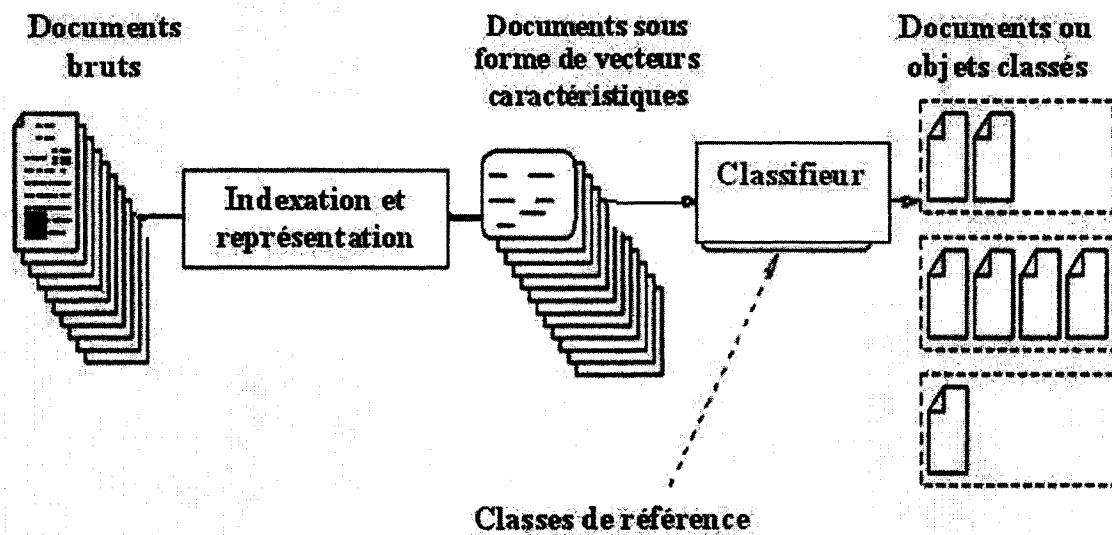 Documents
bruts
Documents sous
forme de vecteurs
caractéristiques
Documents ou
objets classés
Indexation et
représentation
Classifieur
Classes de référence